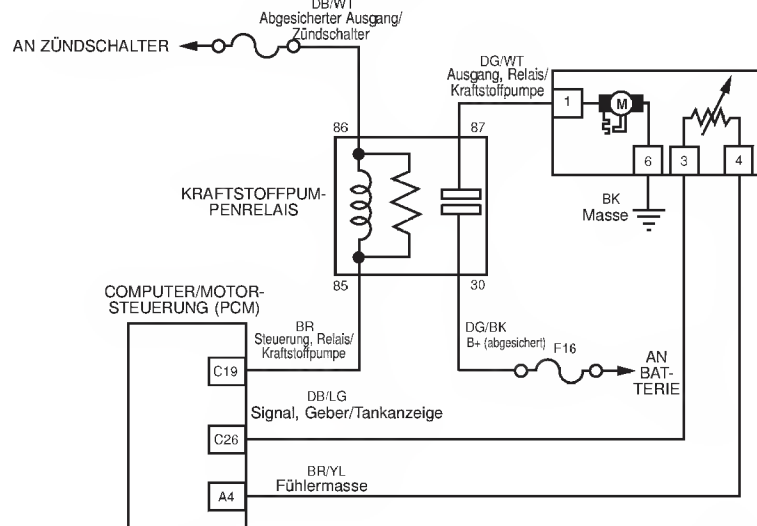 DB/WT
Abgesicherter Ausgang/
Zündschalter
AN ZÜNDSCHALTER
DG/WT
Ausgang, Relais/
Kraftstoffpumpe
1
M
86
87
6
3
4
KRAFTSTOFFPUM-
PENRELAIS
BK
Masse
85
30
COMPUTER/MOTOR-
STEUERUNG (PCM)
BR
Steuerung, Relais/
Kraftstoffpumpe
DG/BK
B+ (abgesichert)
F16
AN
BAT-
TERIE
C19
DB/LG
Signal, Geber/Tankanzeige
C26
BR/YL
Fühlermasse
A4